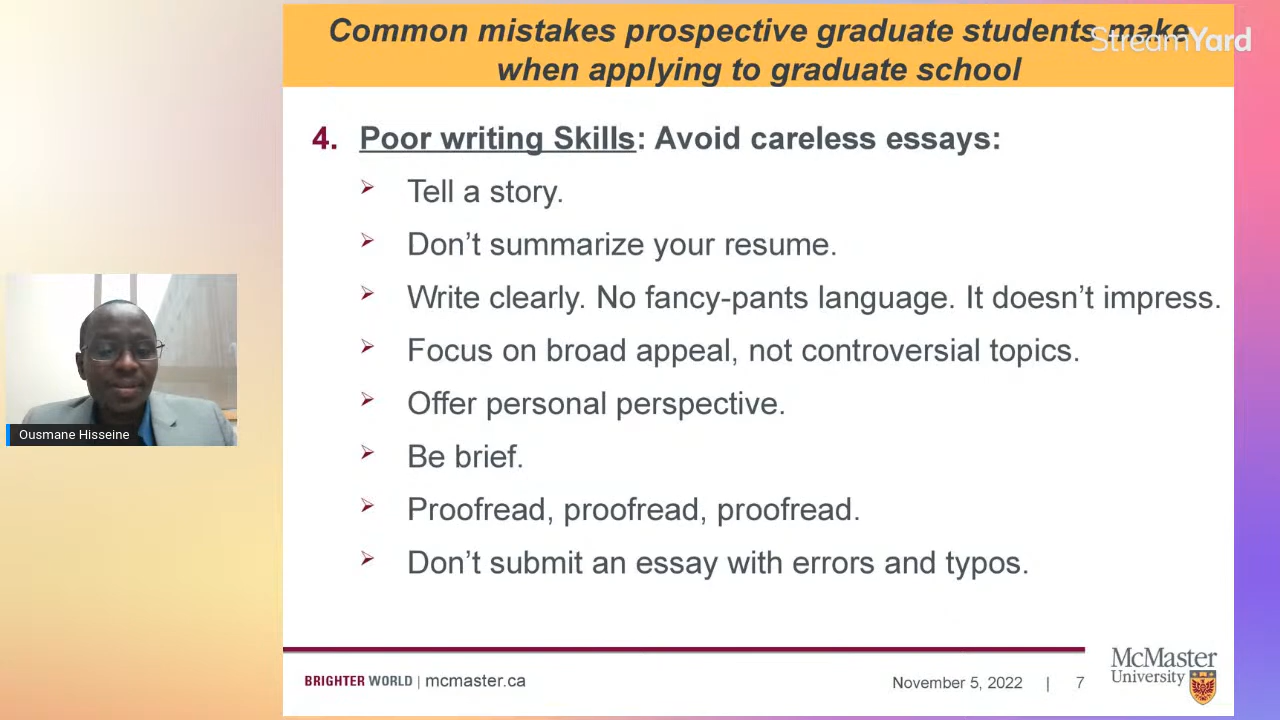 Common mistakes prospective graduate students make
when applying to graduate school
StreamYard
4. Poor writing Skills: Avoid careless essays:
➢ Tell a story.
➢ Don’t summarize your resume.
➢ Write clearly. No fancy-pants language. It doesn’t impress.
➢ Focus on broad appeal, not controversial topics.
➢ Offer personal perspective.
➢ Be brief.
➢ Proofread, proofread, proofread.
➢ Don’t submit an essay with errors and typos.
Ousmane Hisseine
BRIGHTER WORLD | mcmaster.ca
November 5, 2022 | 7
McMaster
University